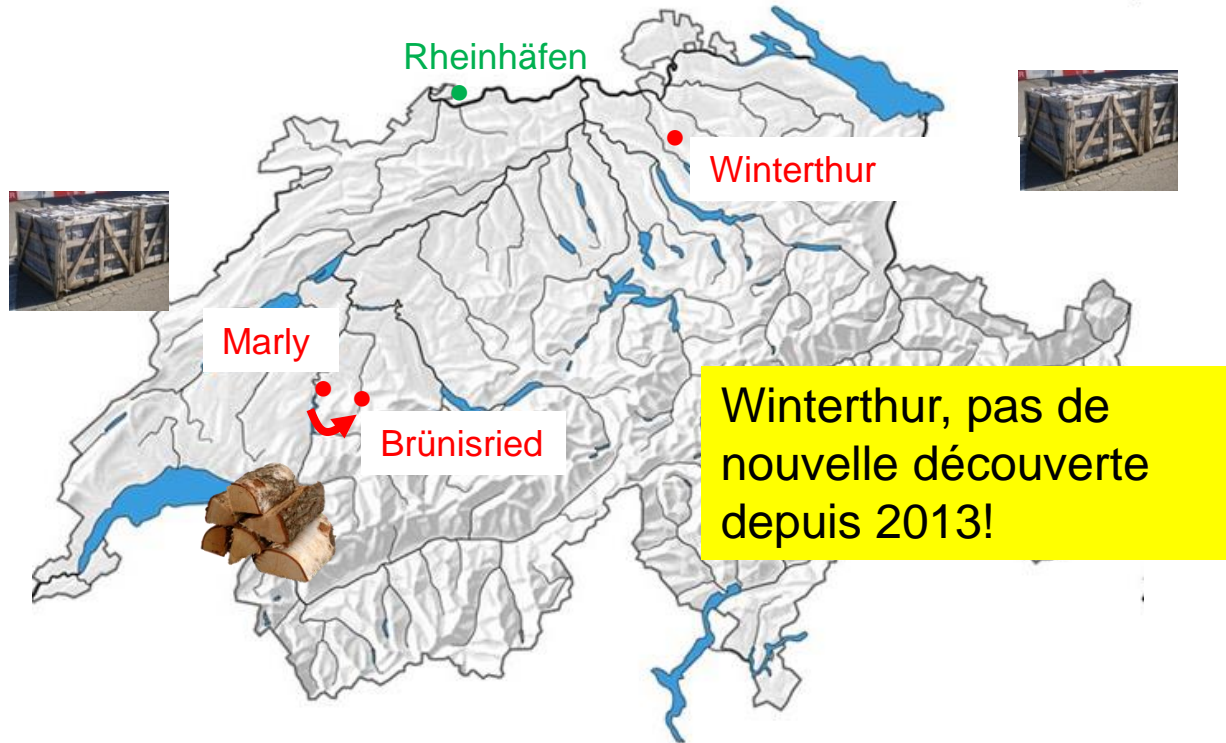 Rheinhäfen
Winterthur
Marly
Brünisried
Winterthur, pas de
nouvelle découverte
depuis 2013!